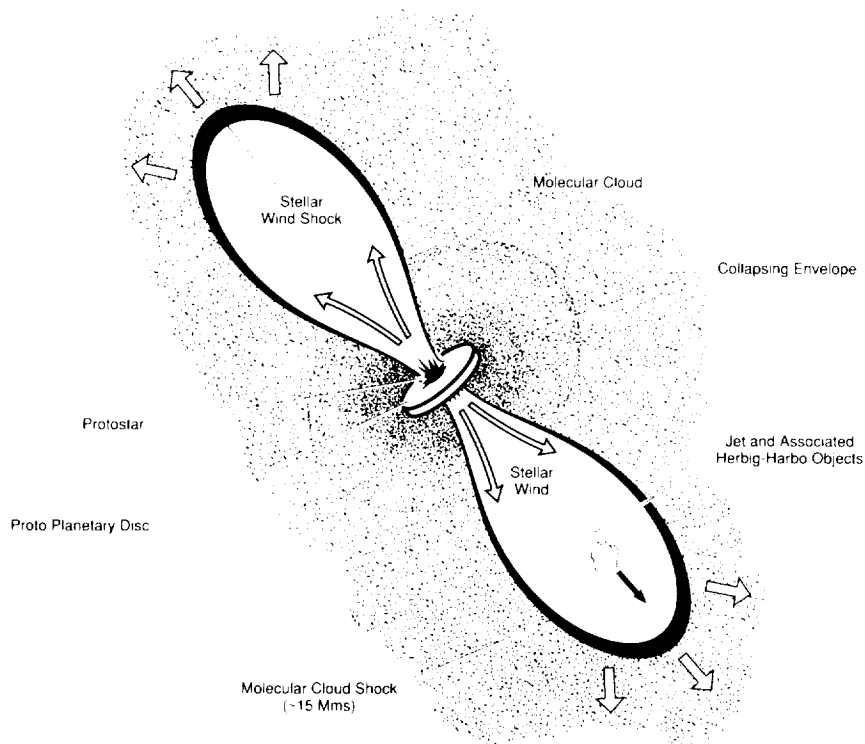 Stellar
Wind Shock
Molecular Cloud
Collapsing Envelope
Protostar
Jet and Associated
Herbig-Harbo Objects
Stellar
Wind
Proto Planetary Disc
Molecular Cloud Shock
(~15 Mms)